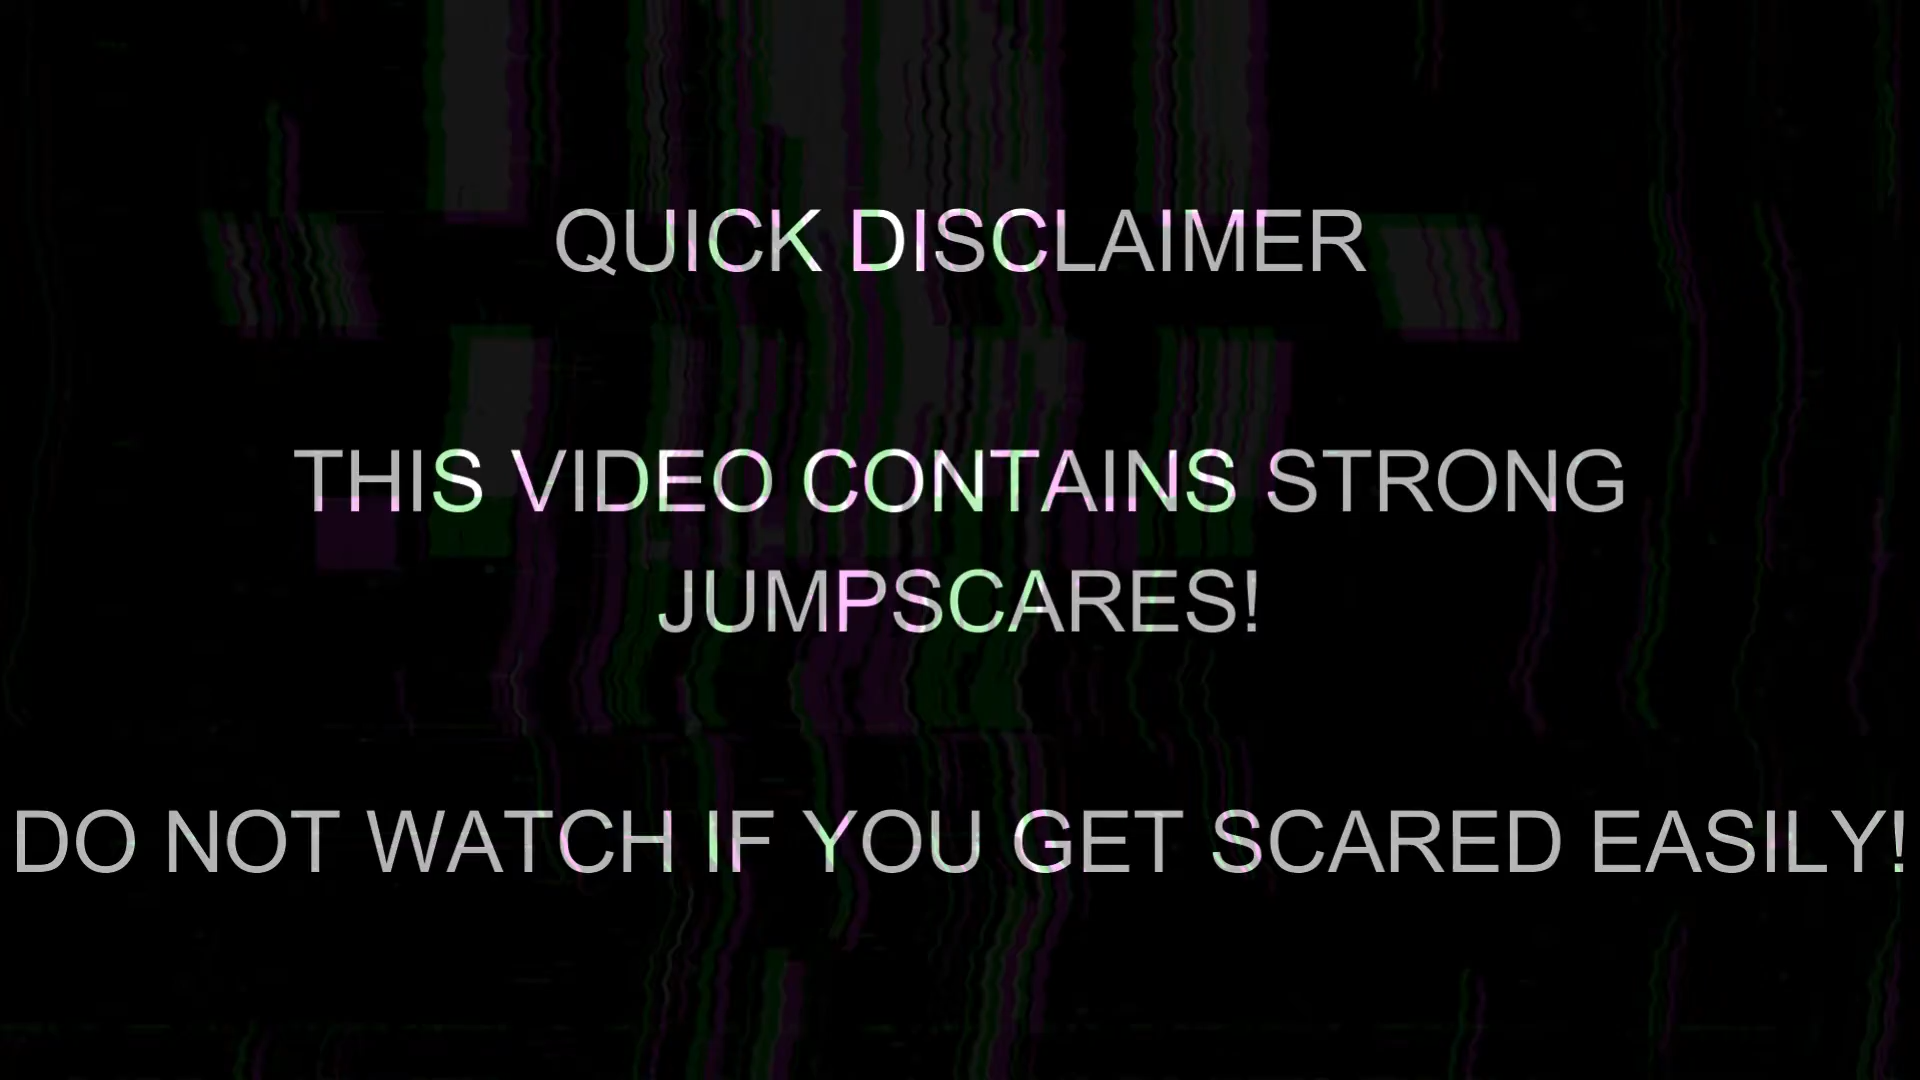 QUICK DISCLAIMER
THIS VIDEO CONTAINS STRONG
JUMPSCARES!
DO NOT WATCH IF YOU GET SCARED EASILY!